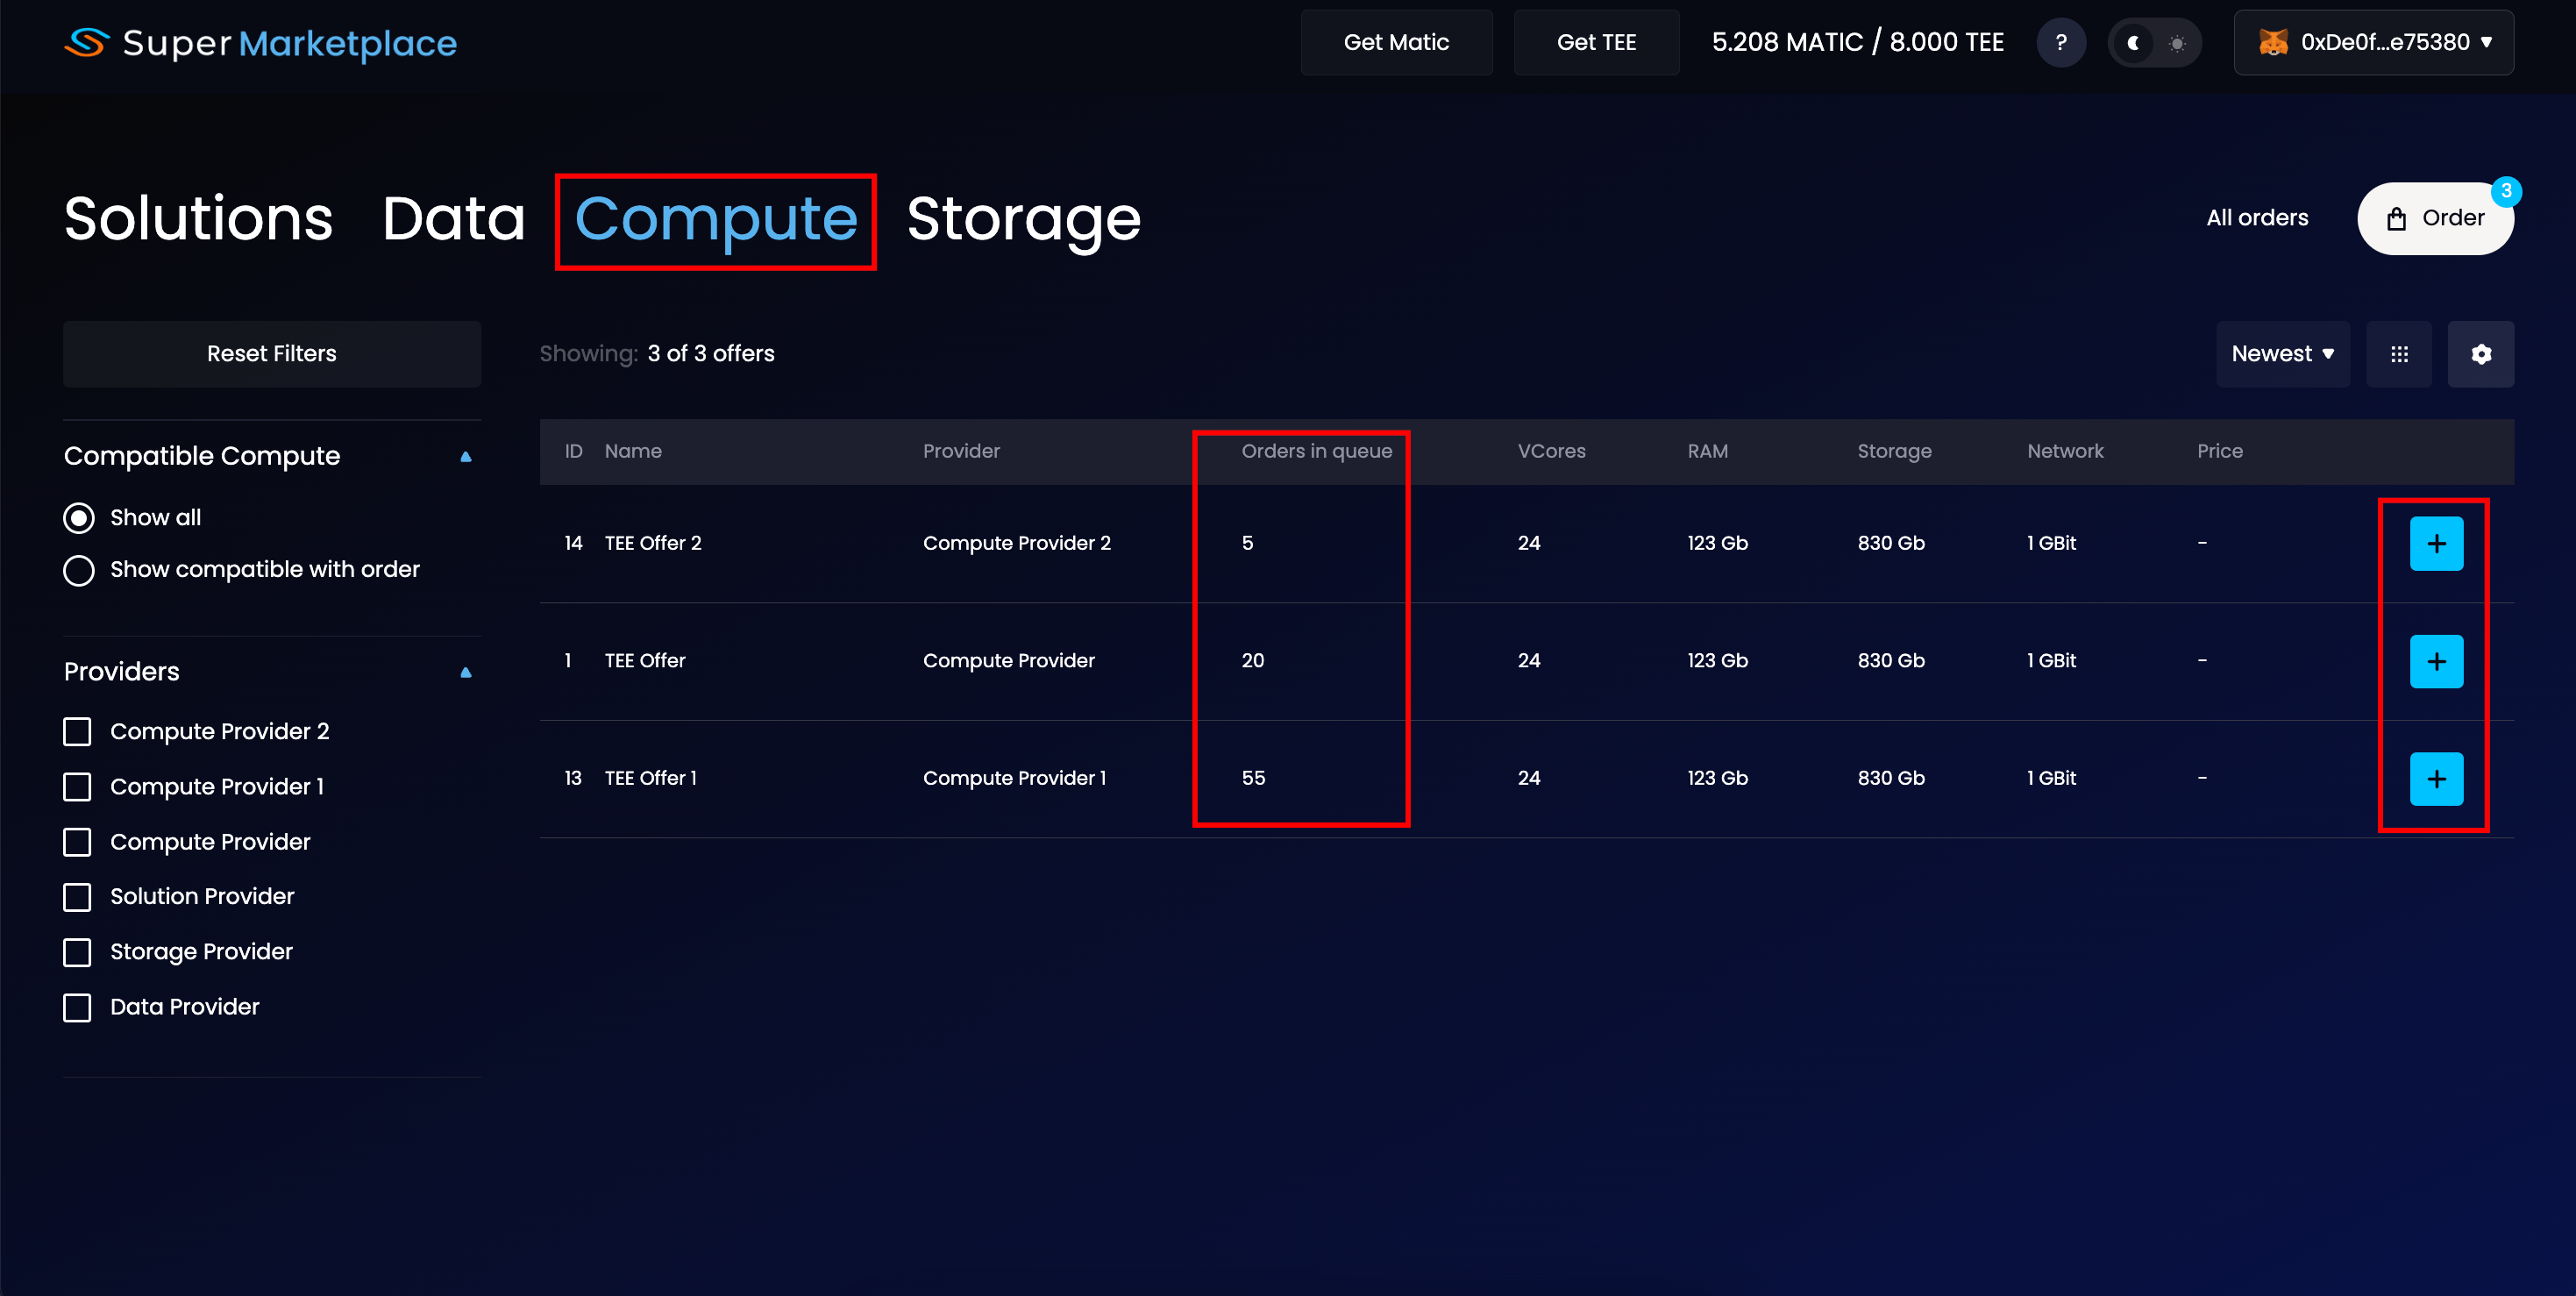 Super Marketplace
Get Matic
Get TEE
5.208 MATIC / 8.000 TEE
?
0xDe0f...e75380
Solutions Data Compute Storage
All orders
Order
3
Reset Filters
Showing: 3 of 3 offers
Newest
Compatible Compute
Show all
Show compatible with order
Providers
Compute Provider 2
Compute Provider 1
Compute Provider
Solution Provider
Storage Provider
Data Provider
ID Name Provider Orders in queue VCores RAM Storage Network Price
14 TEE Offer 2 Compute Provider 2 5 24 123 Gb 830 Gb 1 GBit - +
1 TEE Offer Compute Provider 20 24 123 Gb 830 Gb 1 GBit - +
13 TEE Offer 1 Compute Provider 1 55 24 123 Gb 830 Gb 1 GBit - +